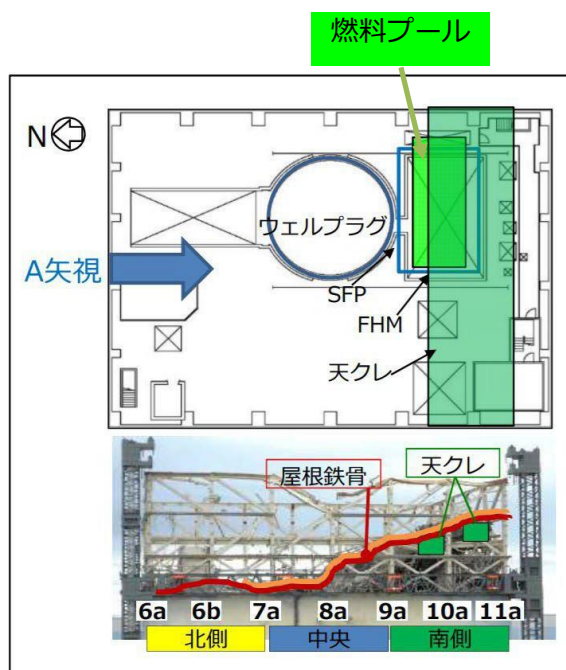 燃料プール
N
ウェルプラグ
A矢視
SFP
FHM
天クレ
屋根鉄骨
天クレ
6a 6b 7a 8a 9a 10a 11a
北側 中央 南側